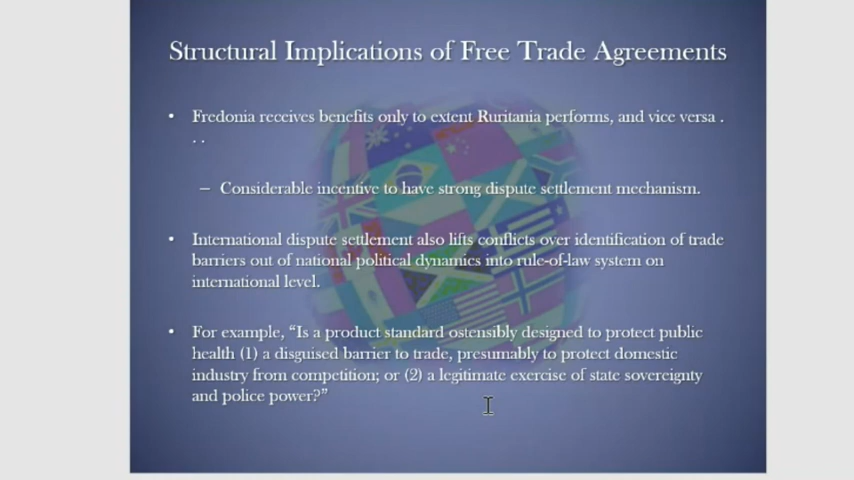 Structural Implications of Free Trade Agreements
• Fredonia receives benefits only to extent Ruritania performs, and vice versa .
. .
– Considerable incentive to have strong dispute settlement mechanism.
• International dispute settlement also lifts conflicts over identification of trade
barriers out of national political dynamics into rule-of-law system on
international level.
• For example, “Is a product standard ostensibly designed to protect public
health (1) a disguised barrier to trade, presumably to protect domestic
industry from competition; or (2) a legitimate exercise of state sovereignty
and police power?”